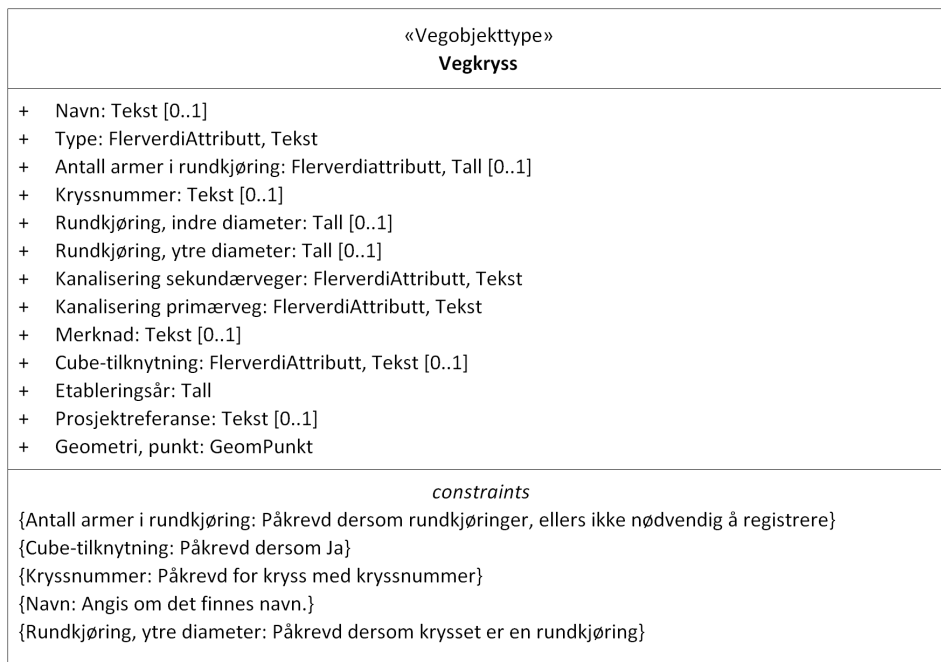 «Vegobjekttype»
Vegkryss
+ Navn: Tekst [0..1]
+ Type: FlerverdiAttributt, Tekst
+ Antall armer i rundkjøring: Flerverdiattributt, Tall [0..1]
+ Kryssnummer: Tekst [0..1]
+ Rundkjøring, indre diameter: Tall [0..1]
+ Rundkjøring, ytre diameter: Tall [0..1]
+ Kanalisering sekundærveger: FlerverdiAttributt, Tekst
+ Kanalisering primærveg: FlerverdiAttributt, Tekst
+ Merknad: Tekst [0..1]
+ Cube-tilknytning: FlerverdiAttributt, Tekst [0..1]
+ Etableringsår: Tall
+ Prosjektreferanse: Tekst [0..1]
+ Geometri, punkt: GeomPunkt
constraints
{Antall armer i rundkjøring: Påkrevd dersom rundkjøringer, ellers ikke nødvendig å registrere}
{Cube-tilknytning: Påkrevd dersom Ja}
{Kryssnummer: Påkrevd for kryss med kryssnummer}
{Navn: Angis om det finnes navn.}
{Rundkjøring, ytre diameter: Påkrevd dersom krysset er en rundkjøring}